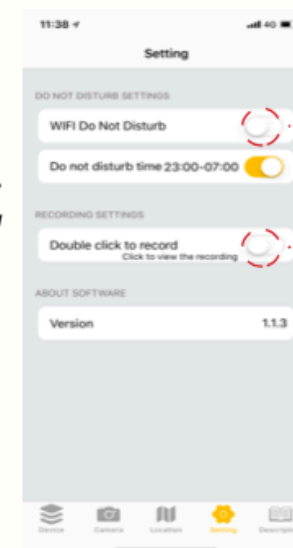 11:38
4G
Setting
DO NOT DISTURB SETTINGS
WIFI Do Not Disturb
Do not disturb time 23:00-07:00
RECORDING SETTINGS
Double click to record
Click to view the recording
ABOUT SOFTWARE
Version 1.1.3
Device Camera Location Setting Descripti